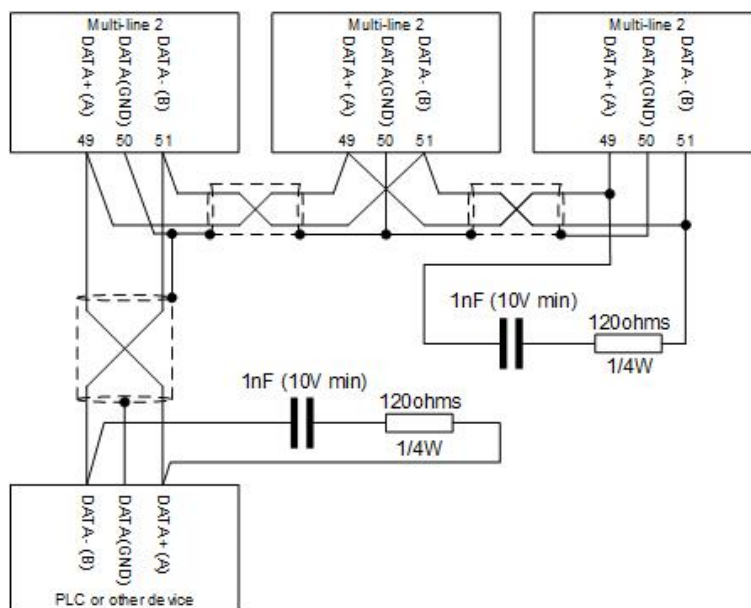 Multi-line 2
DATA+ (A)
DATA(GND)
DATA- (B)
49 50 51
Multi-line 2
DATA+ (A)
DATA(GND)
DATA- (B)
49 50 51
Multi-line 2
DATA+ (A)
DATA(GND)
DATA- (B)
49 50 51
1nF (10V min)
120ohms
1/4W
1nF (10V min)
120ohms
1/4W
DATA- (B)
DATA(GND)
DATA+ (A)
PLC or other device